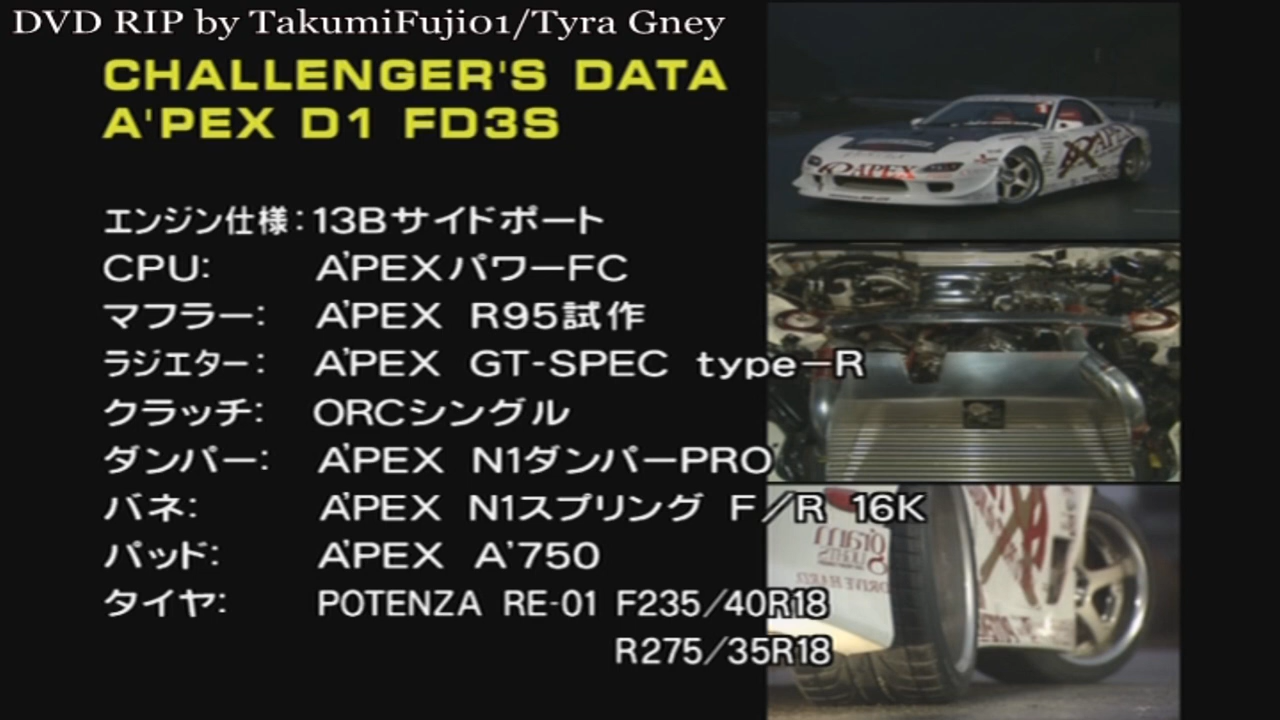 DVD RIP by TakumiFuji01/Tyra Gney
CHALLENGER'S DATA
A'PEX D1 FD3S
エンジン仕様：13Bサイドポート
CPU: A'PEXパワーFC
マフラー: A'PEX R95試作
ラジエター: A'PEX GT-SPEC type-R
クラッチ: ORCシングル
ダンパー: A'PEX N1ダンパーPRO
バネ: A'PEX N1スプリング F/R 16K
パッド: A'PEX A'750
タイヤ: POTENZA RE-01 F235/40R18
R275/35R18
APEX
APEX
gram
LIGHTS